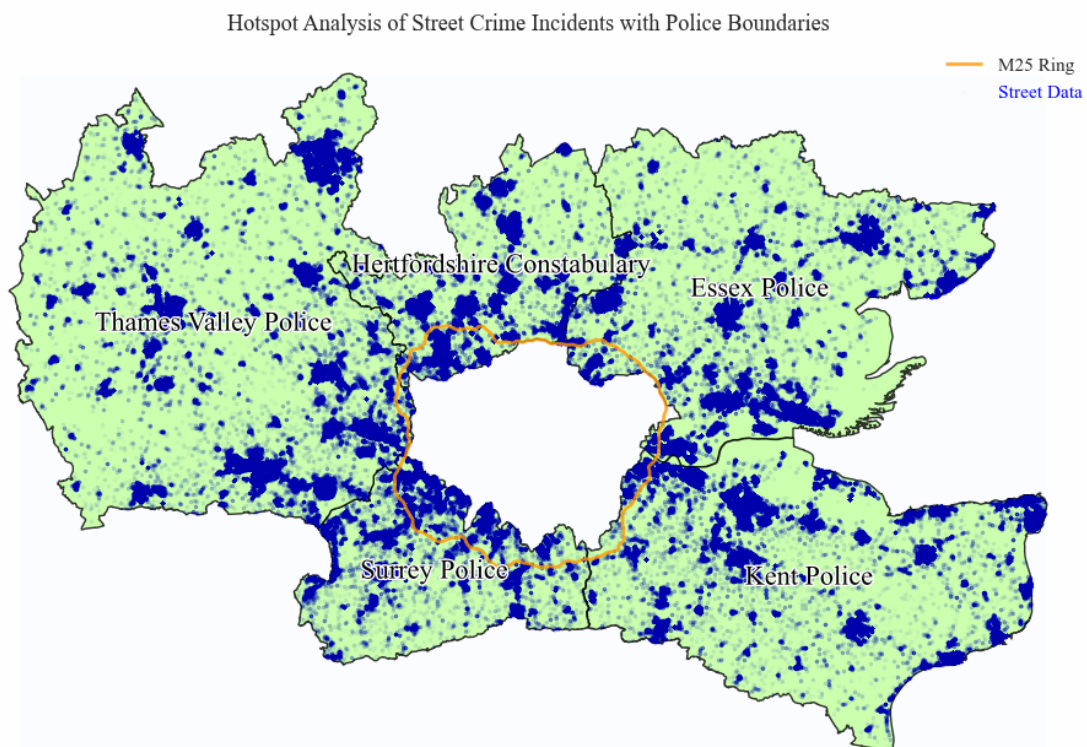 Hotspot Analysis of Street Crime Incidents with Police Boundaries
M25 Ring
Street Data
Hertfordshire Constabulary
Essex Police
Thames Valley Police
Surrey Police
Kent Police